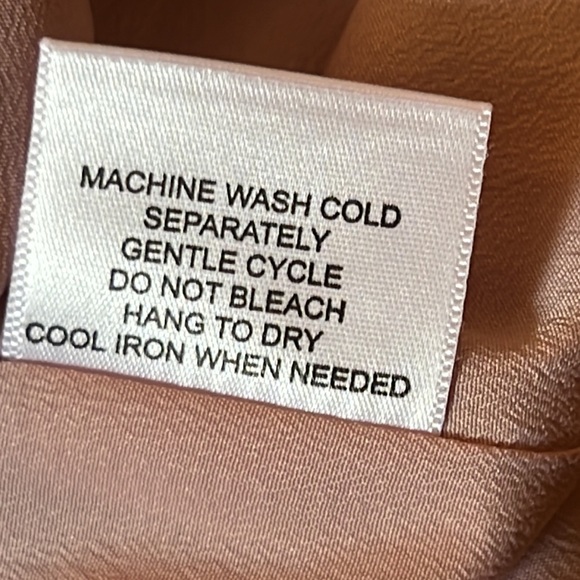 MACHINE WASH COLD
SEPARATELY
GENTLE CYCLE
DO NOT BLEACH
HANG TO DRY
COOL IRON WHEN NEEDED